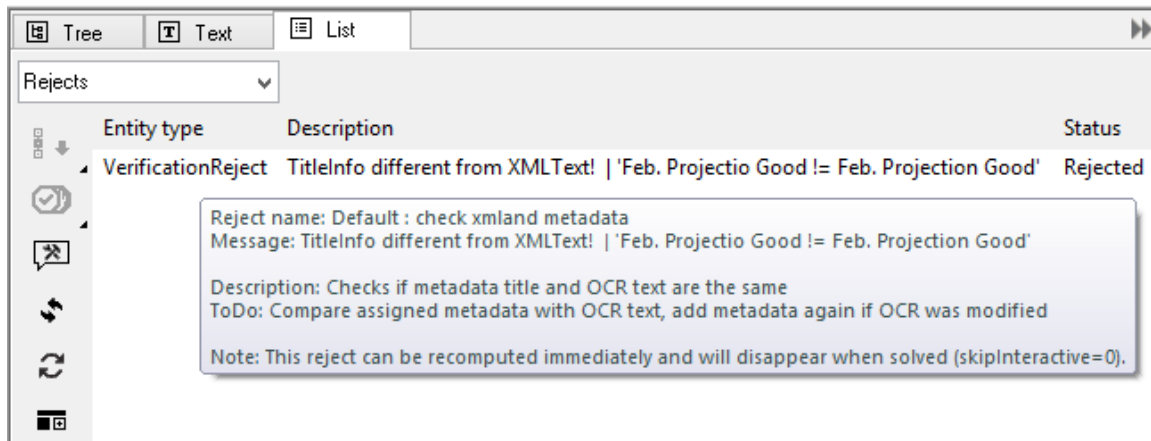 Tree Text List
Rejects
Entity type Description Status
VerificationReject TitleInfo different from XMLText! | 'Feb. Projectio Good != Feb. Projection Good' Rejected
Reject name: Default : check xmland metadata
Message: TitleInfo different from XMLText! | 'Feb. Projectio Good != Feb. Projection Good'
Description: Checks if metadata title and OCR text are the same
ToDo: Compare assigned metadata with OCR text, add metadata again if OCR was modified
Note: This reject can be recomputed immediately and will disappear when solved (skipInteractive=0).